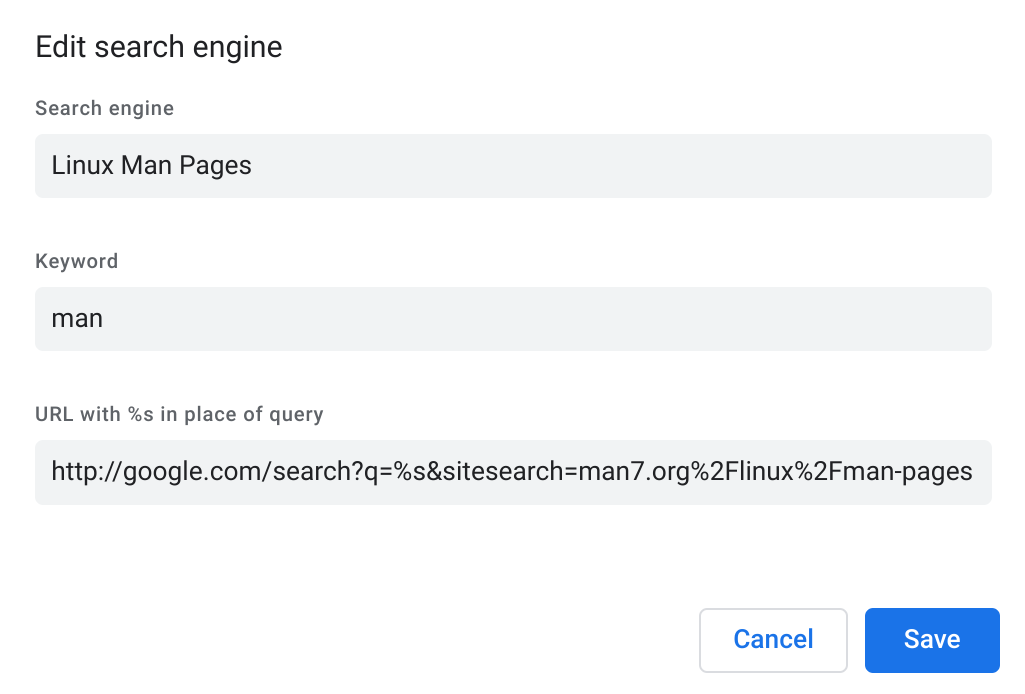 Edit search engine
Search engine
Linux Man Pages
Keyword
man
URL with %s in place of query
http://google.com/search?q=%s&sitesearch=man7.org%2Flinux%2Fman-pages
Cancel Save